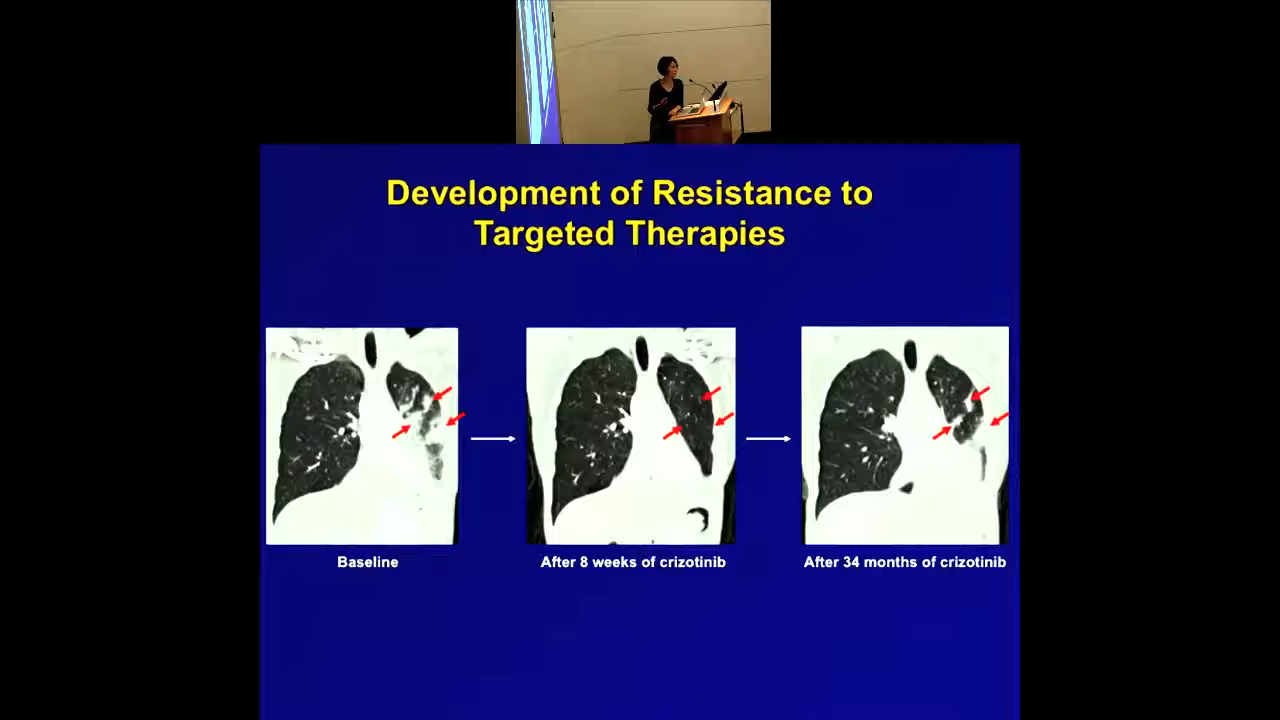 Development of Resistance to
Targeted Therapies
Baseline
After 8 weeks of crizotinib
After 34 months of crizotinib